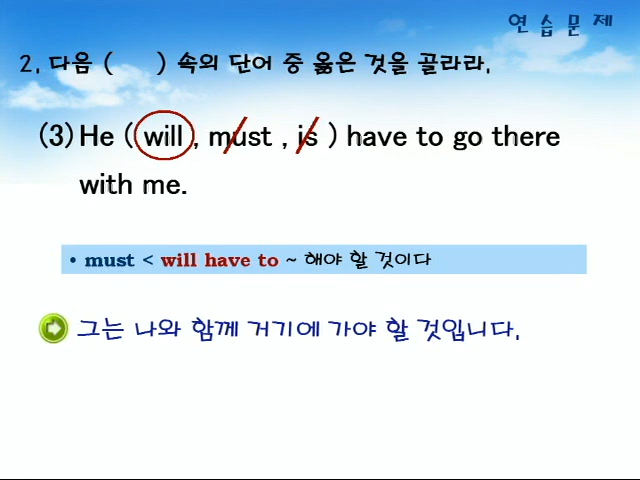 연습문제
2. 다음 (     ) 속의 단어 중 옳은 것을 골라라.
(3) He ( will , must , is ) have to go there
with me.
• must < will have to ~ 해야 할 것이다
그는 나와 함께 거기에 가야 할 것입니다.